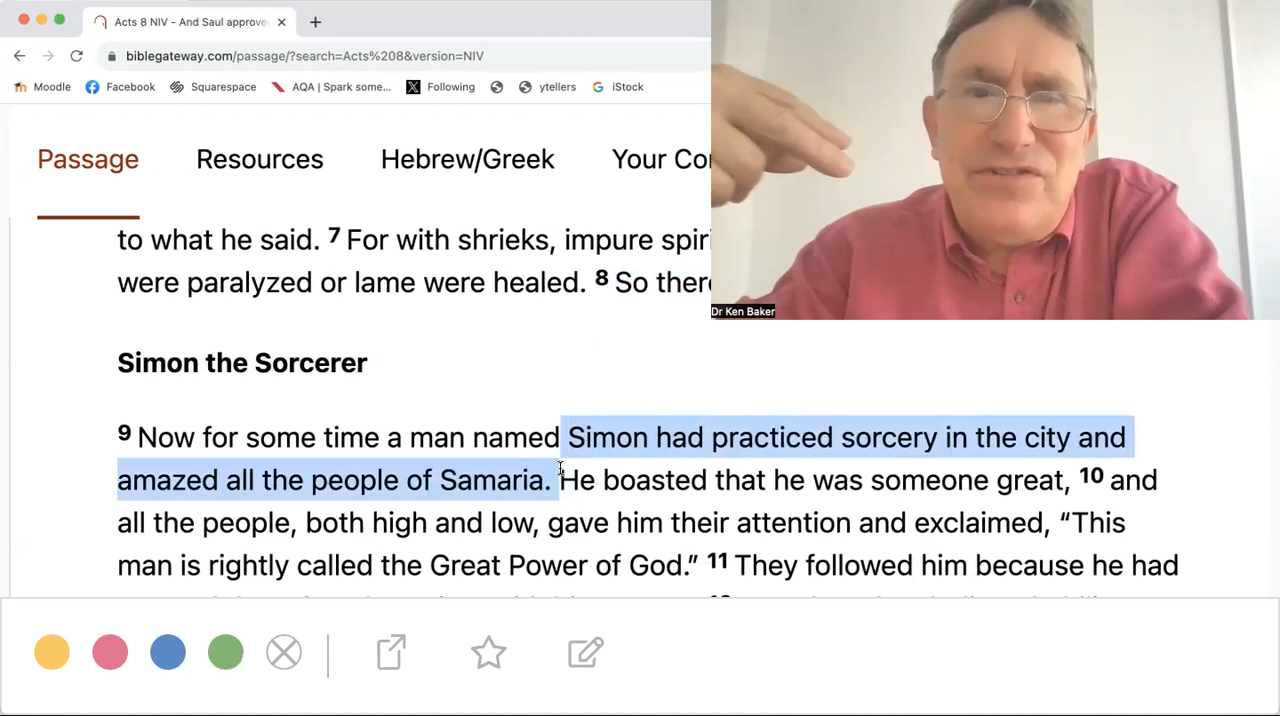 Acts 8 NIV - And Saul approve
biblegateway.com/passage/?search=Acts%208&version=NIV
Moodle Facebook Squarespace AQA | Spark some... Following ytellers iStock
Passage Resources Hebrew/Greek Your Co
to what he said. 7 For with shrieks, impure spiri
were paralyzed or lame were healed. 8 So there
Dr Ken Baker
Simon the Sorcerer
9 Now for some time a man named Simon had practiced sorcery in the city and
amazed all the people of Samaria. He boasted that he was someone great, 10 and
all the people, both high and low, gave him their attention and exclaimed, “This
man is rightly called the Great Power of God.” 11 They followed him because he had